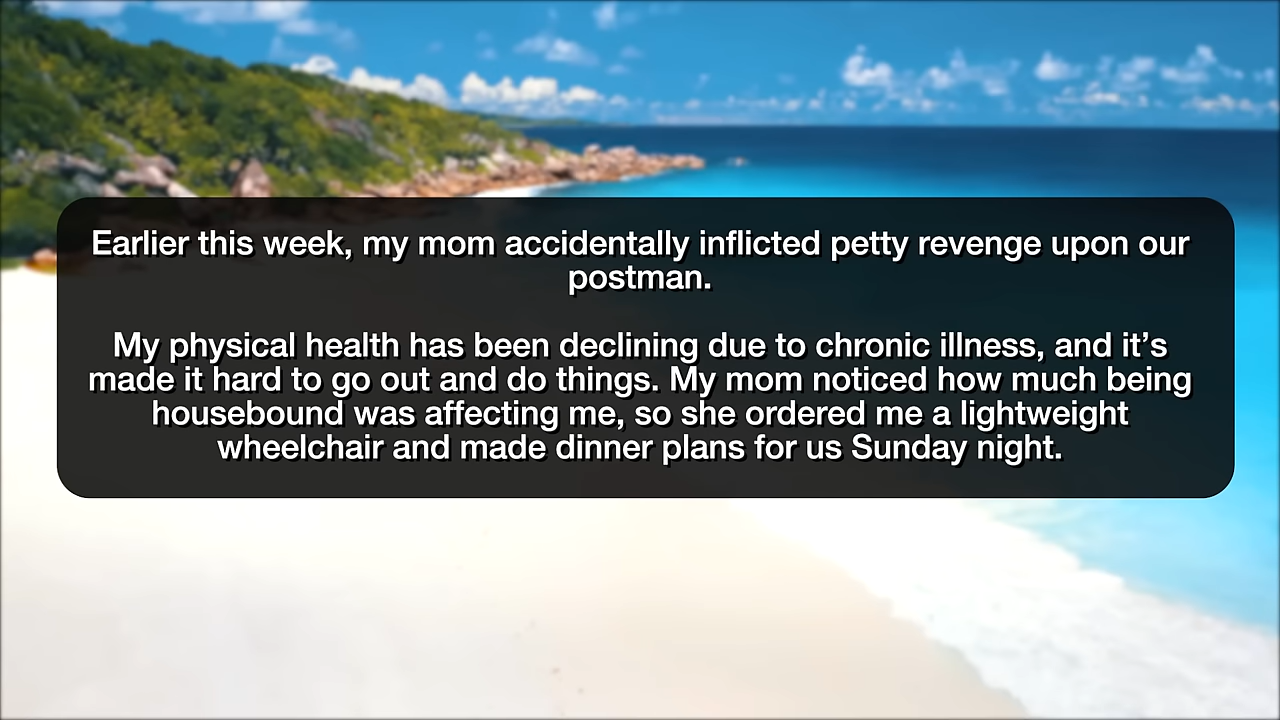 Earlier this week, my mom accidentally inflicted petty revenge upon our
postman.
My physical health has been declining due to chronic illness, and it’s
made it hard to go out and do things. My mom noticed how much being
housebound was affecting me, so she ordered me a lightweight
wheelchair and made dinner plans for us Sunday night.